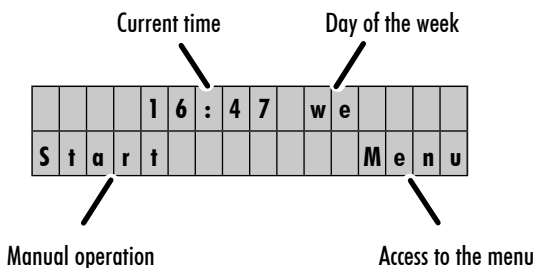 Current time Day of the week
16:47 we
Start Menu
Manual operation Access to the menu